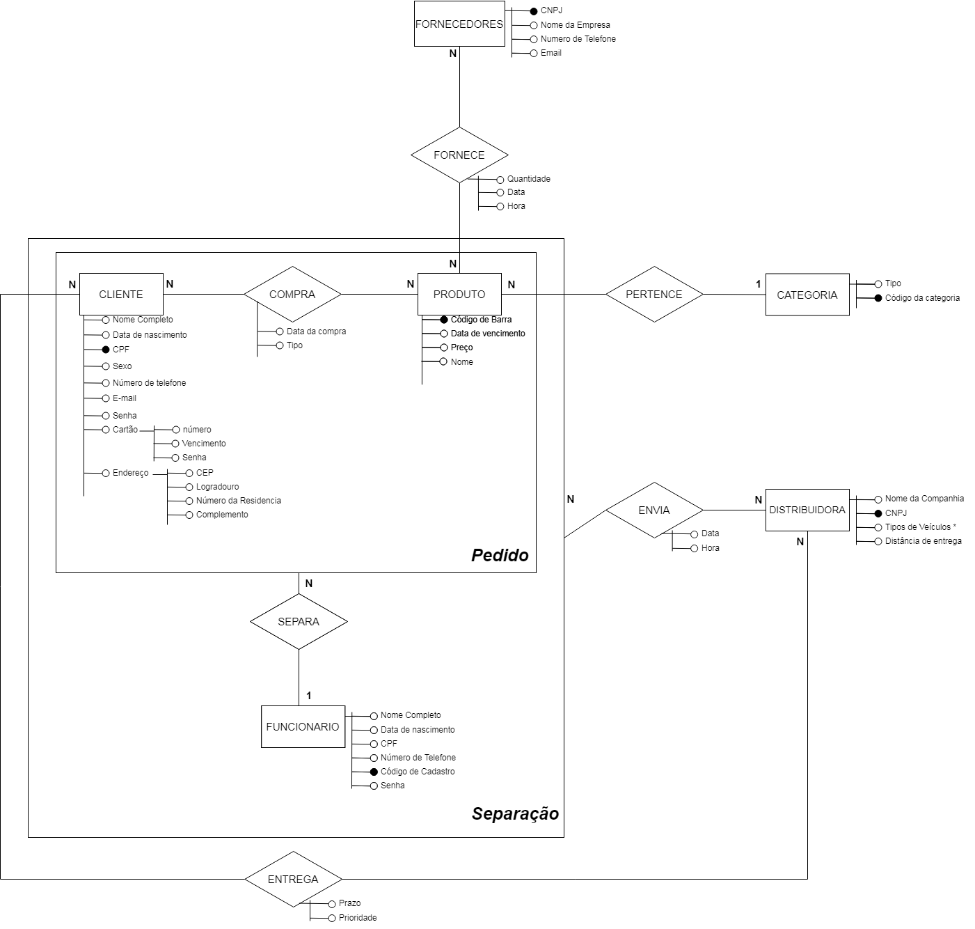 FORNECEDORES
CNPJ
Nome da Empresa
Numero de Telefone
Email
N
FORNECE
Quantidade
Data
Hora
N
N
CLIENTE
N
COMPRA
N
PRODUTO
N
PERTENCE
1
CATEGORIA
Tipo
Código da categoria
Nome Completo
Data de nascimento
CPF
Sexo
Número de telefone
E-mail
Senha
Cartão
número
Vencimento
Senha
Endereço
CEP
Logradouro
Número da Residencia
Complemento
Data da compra
Tipo
Código de Barra
Data de vencimento
Preço
Nome
Pedido
N
ENVIA
N
DISTRIBUIDORA
Nome da Companhia
CNPJ
Tipos de Veículos *
Distância de entrega
Data
Hora
N
N
SEPARA
1
FUNCIONARIO
Nome Completo
Data de nascimento
CPF
Número de Telefone
Código de Cadastro
Senha
Separação
ENTREGA
Prazo
Prioridade